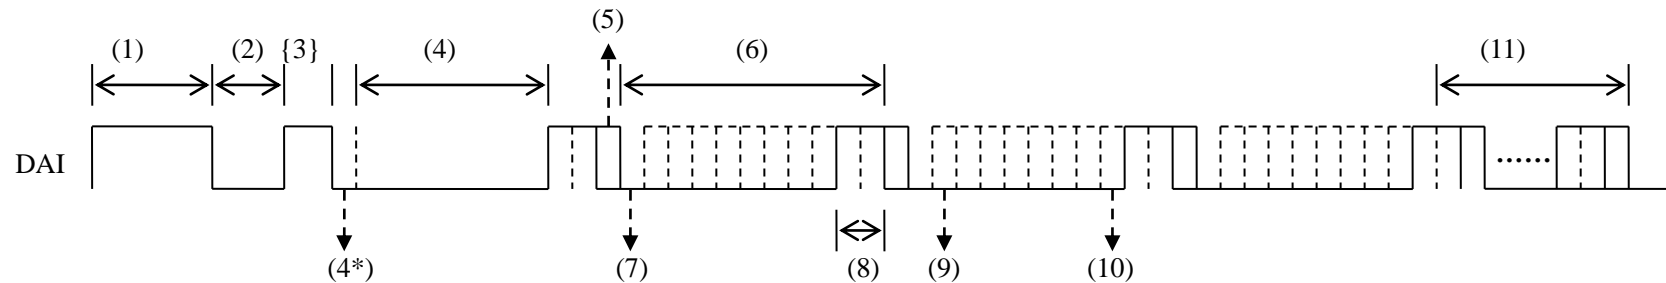 (5)
(1) (2) {3} (4) (6) (11)
DAI ......
(4*) (7) (8) (9) (10)